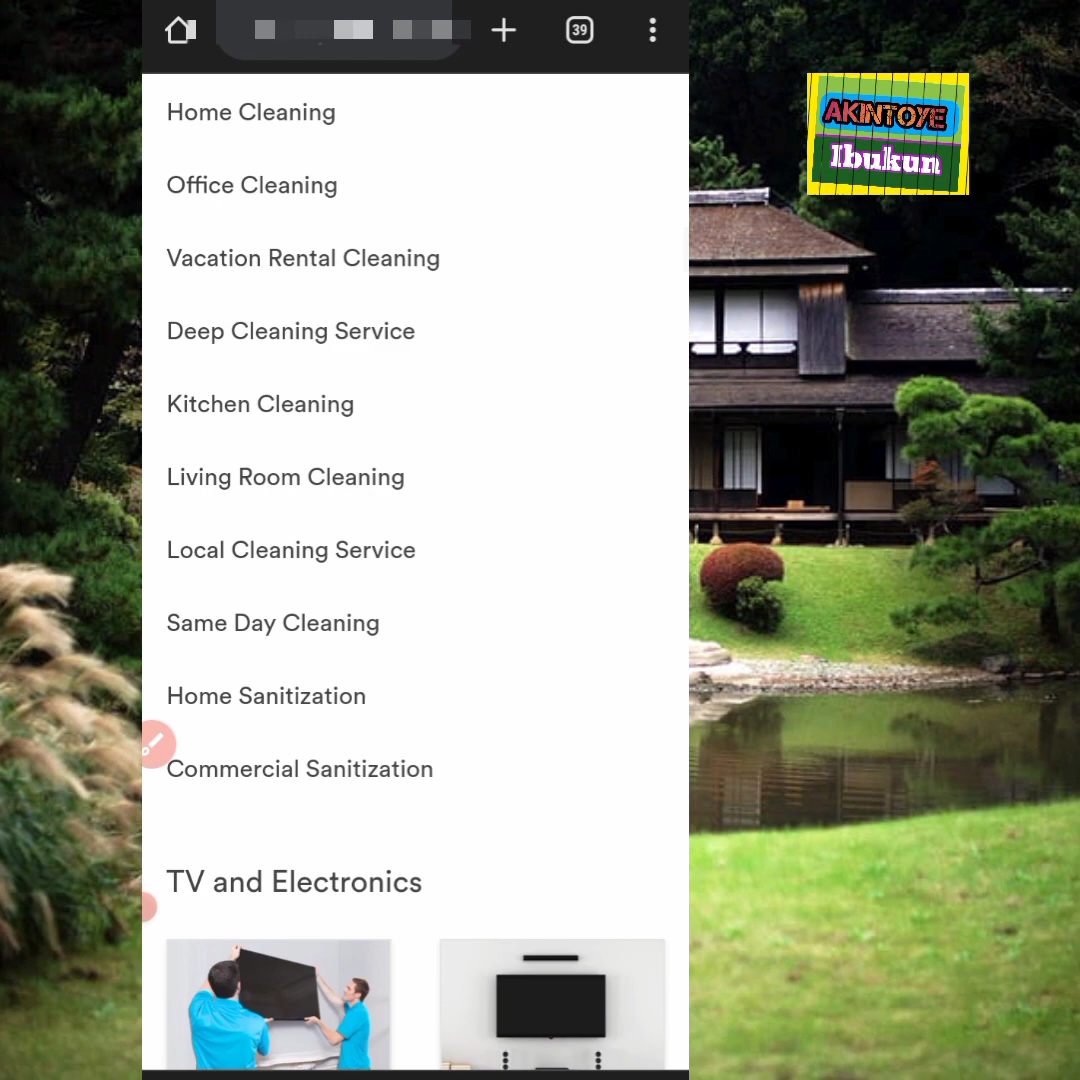 39
AKINTOYE
Ibukun
Home Cleaning
Office Cleaning
Vacation Rental Cleaning
Deep Cleaning Service
Kitchen Cleaning
Living Room Cleaning
Local Cleaning Service
Same Day Cleaning
Home Sanitization
Commercial Sanitization
TV and Electronics